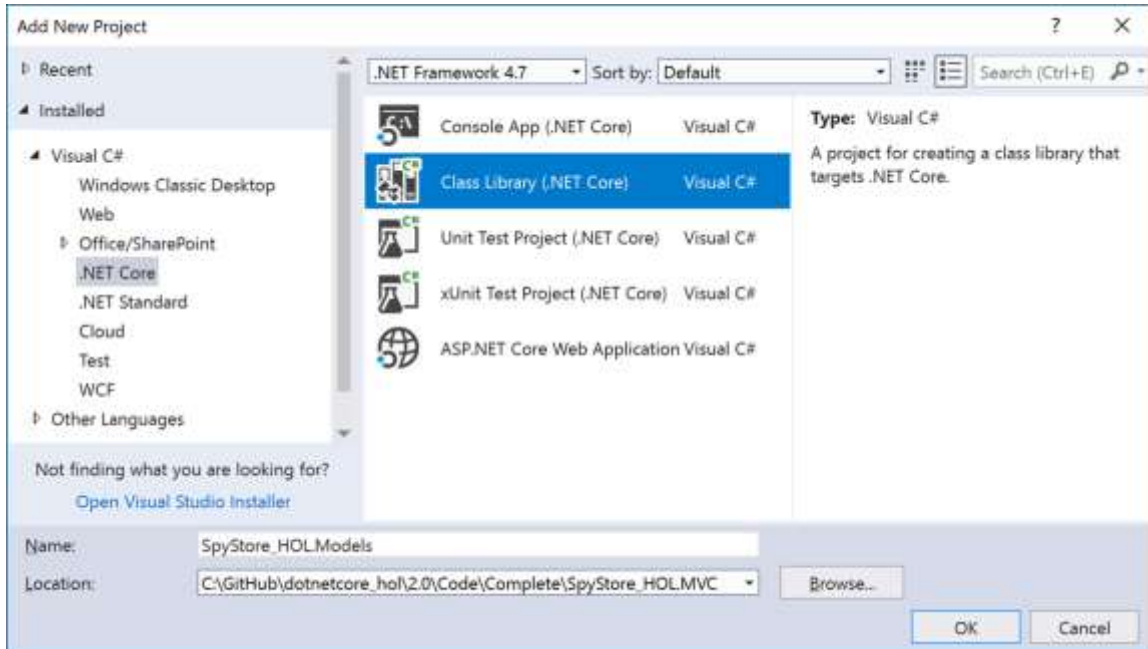 Add New Project
Recent
Installed
Visual C#
Windows Classic Desktop
Web
Office/SharePoint
.NET Core
.NET Standard
Cloud
Test
WCF
Other Languages
Not finding what you are looking for?
Open Visual Studio Installer
.NET Framework 4.7 Sort by: Default Search (Ctrl+E)
Console App (.NET Core) Visual C#
Class Library (.NET Core) Visual C#
Unit Test Project (.NET Core) Visual C#
xUnit Test Project (.NET Core) Visual C#
ASP.NET Core Web Application Visual C#
Type: Visual C#
A project for creating a class library that
targets .NET Core.
Name: SpyStore_HOL.Models
Location: C:\GitHub\dotnetcore_hol\2.0\Code\Complete\SpyStore_HOL.MVC Browse...
OK Cancel